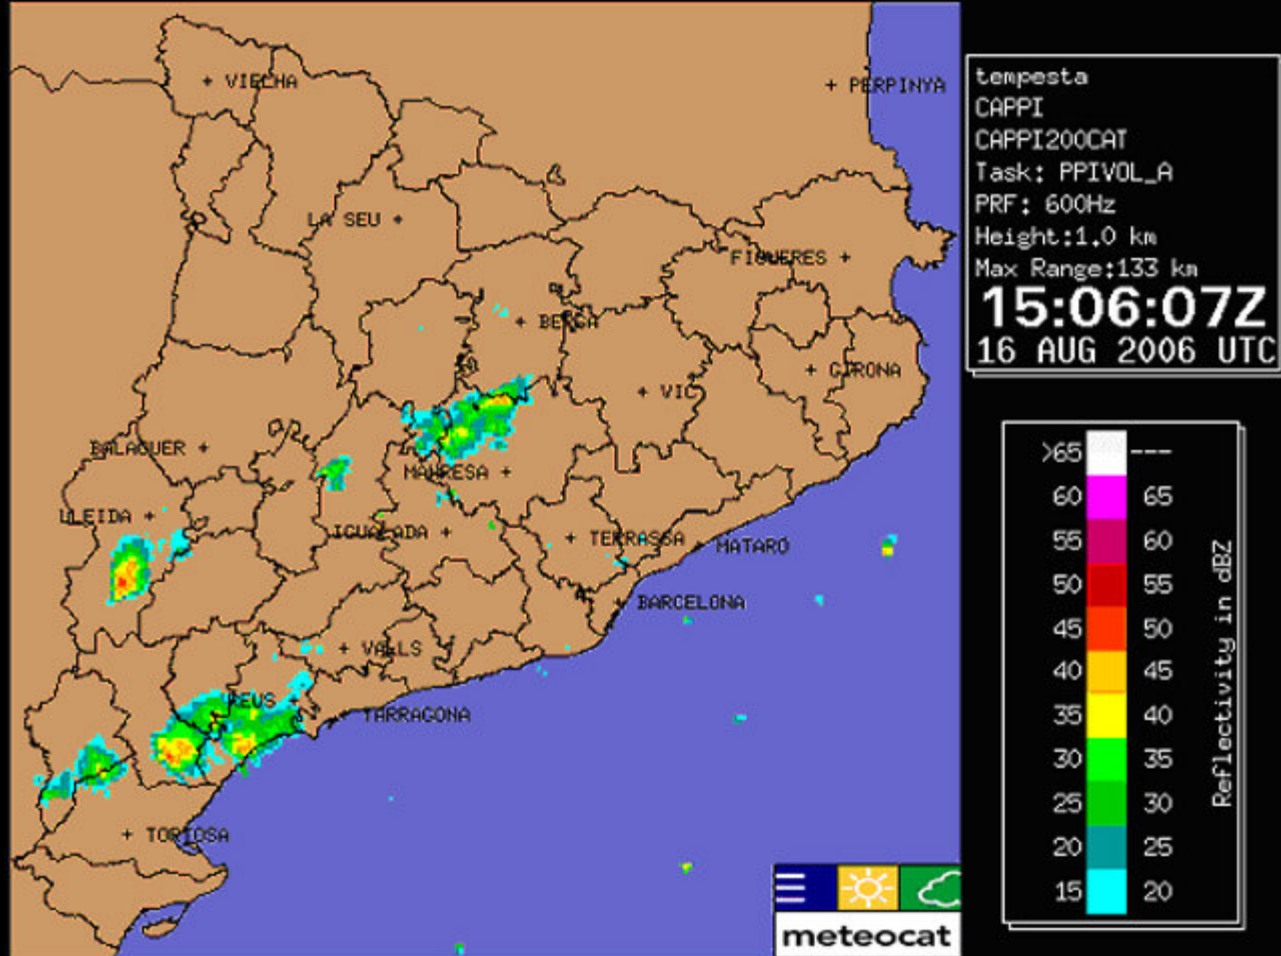 VIELHA
PERPINYA
LA SEU
FIGUERES
BERGA
GIRONA
VIC
BALAGUER
MANRESA
LLEIDA
IGUALADA
TERRASSA
MATARO
BARCELONA
VALLS
REUS
TARRAGONA
TORTOSA
meteocat
tempesta
CAPPI
CAPPI200CAT
Task: PPIVOL_A
PRF: 600Hz
Height:1.0 km
Max Range:133 km
15:06:07Z
16 AUG 2006 UTC
>65 ---
60 65
55 60
50 55
45 50
40 45
35 40
30 35
25 30
20 25
15 20
Reflectivity in dBZ